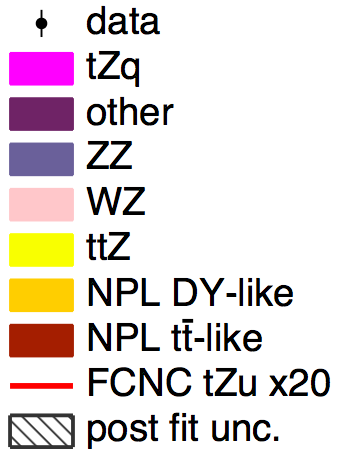 data
tZq
other
ZZ
WZ
ttZ
NPL DY-like
NPL tt̄-like
FCNC tZu x20
post fit unc.